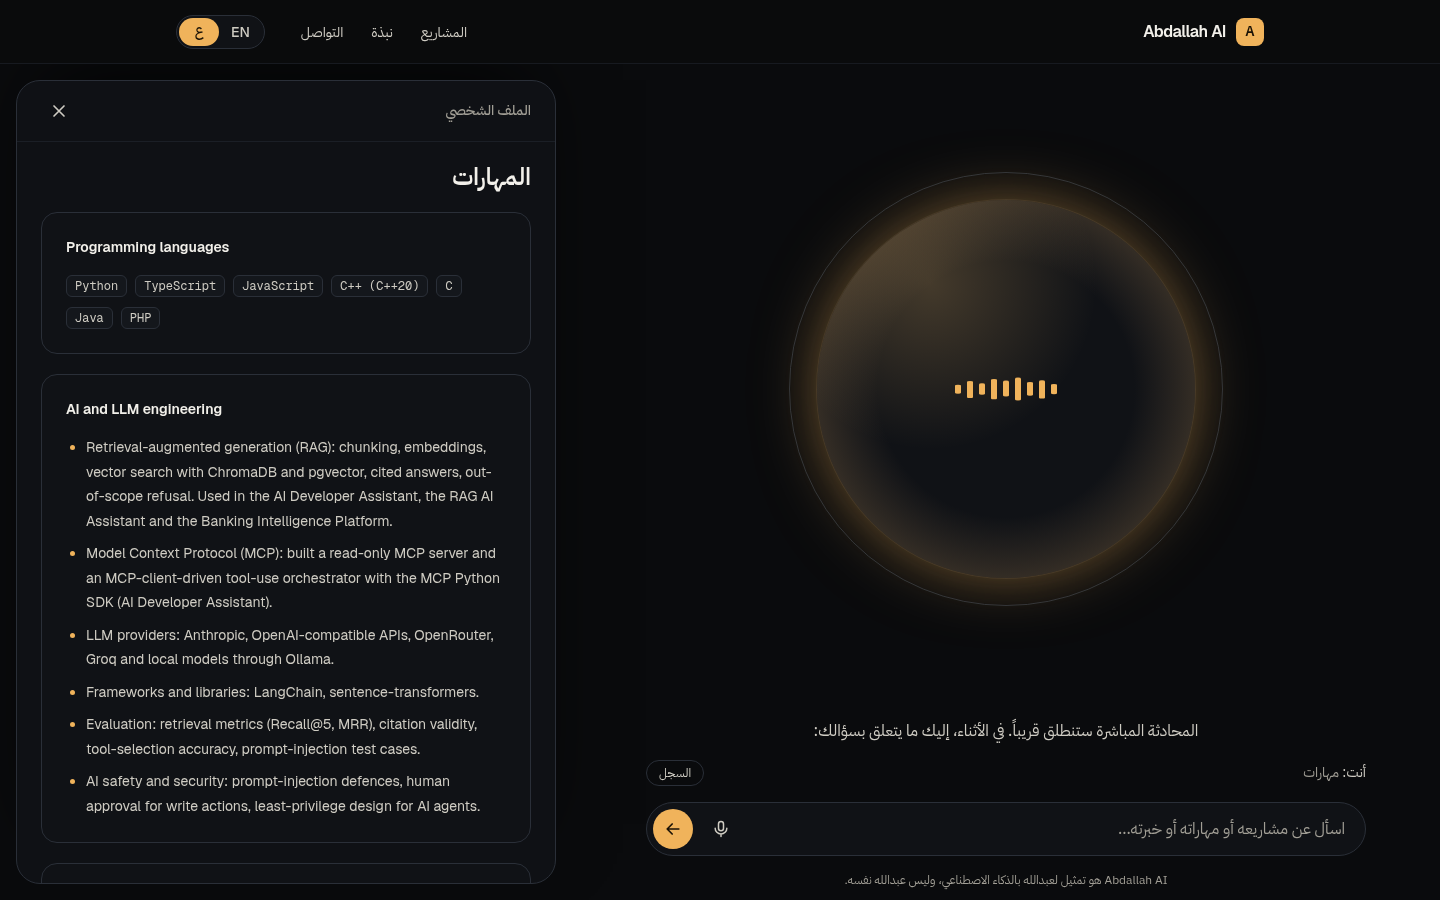 A Abdallah AI
المشاريع نبذة التواصل
EN ع
الملف الشخصي
المهارات
Programming languages
Python TypeScript JavaScript C++ (C++20) C
Java PHP
AI and LLM engineering
Retrieval-augmented generation (RAG): chunking, embeddings,
vector search with ChromaDB and pgvector, cited answers, out-
of-scope refusal. Used in the AI Developer Assistant, the RAG AI
Assistant and the Banking Intelligence Platform.
Model Context Protocol (MCP): built a read-only MCP server and
an MCP-client-driven tool-use orchestrator with the MCP Python
SDK (AI Developer Assistant).
LLM providers: Anthropic, OpenAI-compatible APIs, OpenRouter,
Groq and local models through Ollama.
Frameworks and libraries: LangChain, sentence-transformers.
Evaluation: retrieval metrics (Recall@5, MRR), citation validity,
tool-selection accuracy, prompt-injection test cases.
AI safety and security: prompt-injection defences, human
approval for write actions, least-privilege design for AI agents.
المحادثة المباشرة ستنطلق قريباً. في الأثناء، إليك ما يتعلق بسؤالك:
أنت: مهارات
السجل
اسأل عن مشاريعه أو مهاراته أو خبرته...
Abdallah AI هو تمثيل لعبدالله بالذكاء الاصطناعي، وليس عبدالله نفسه.